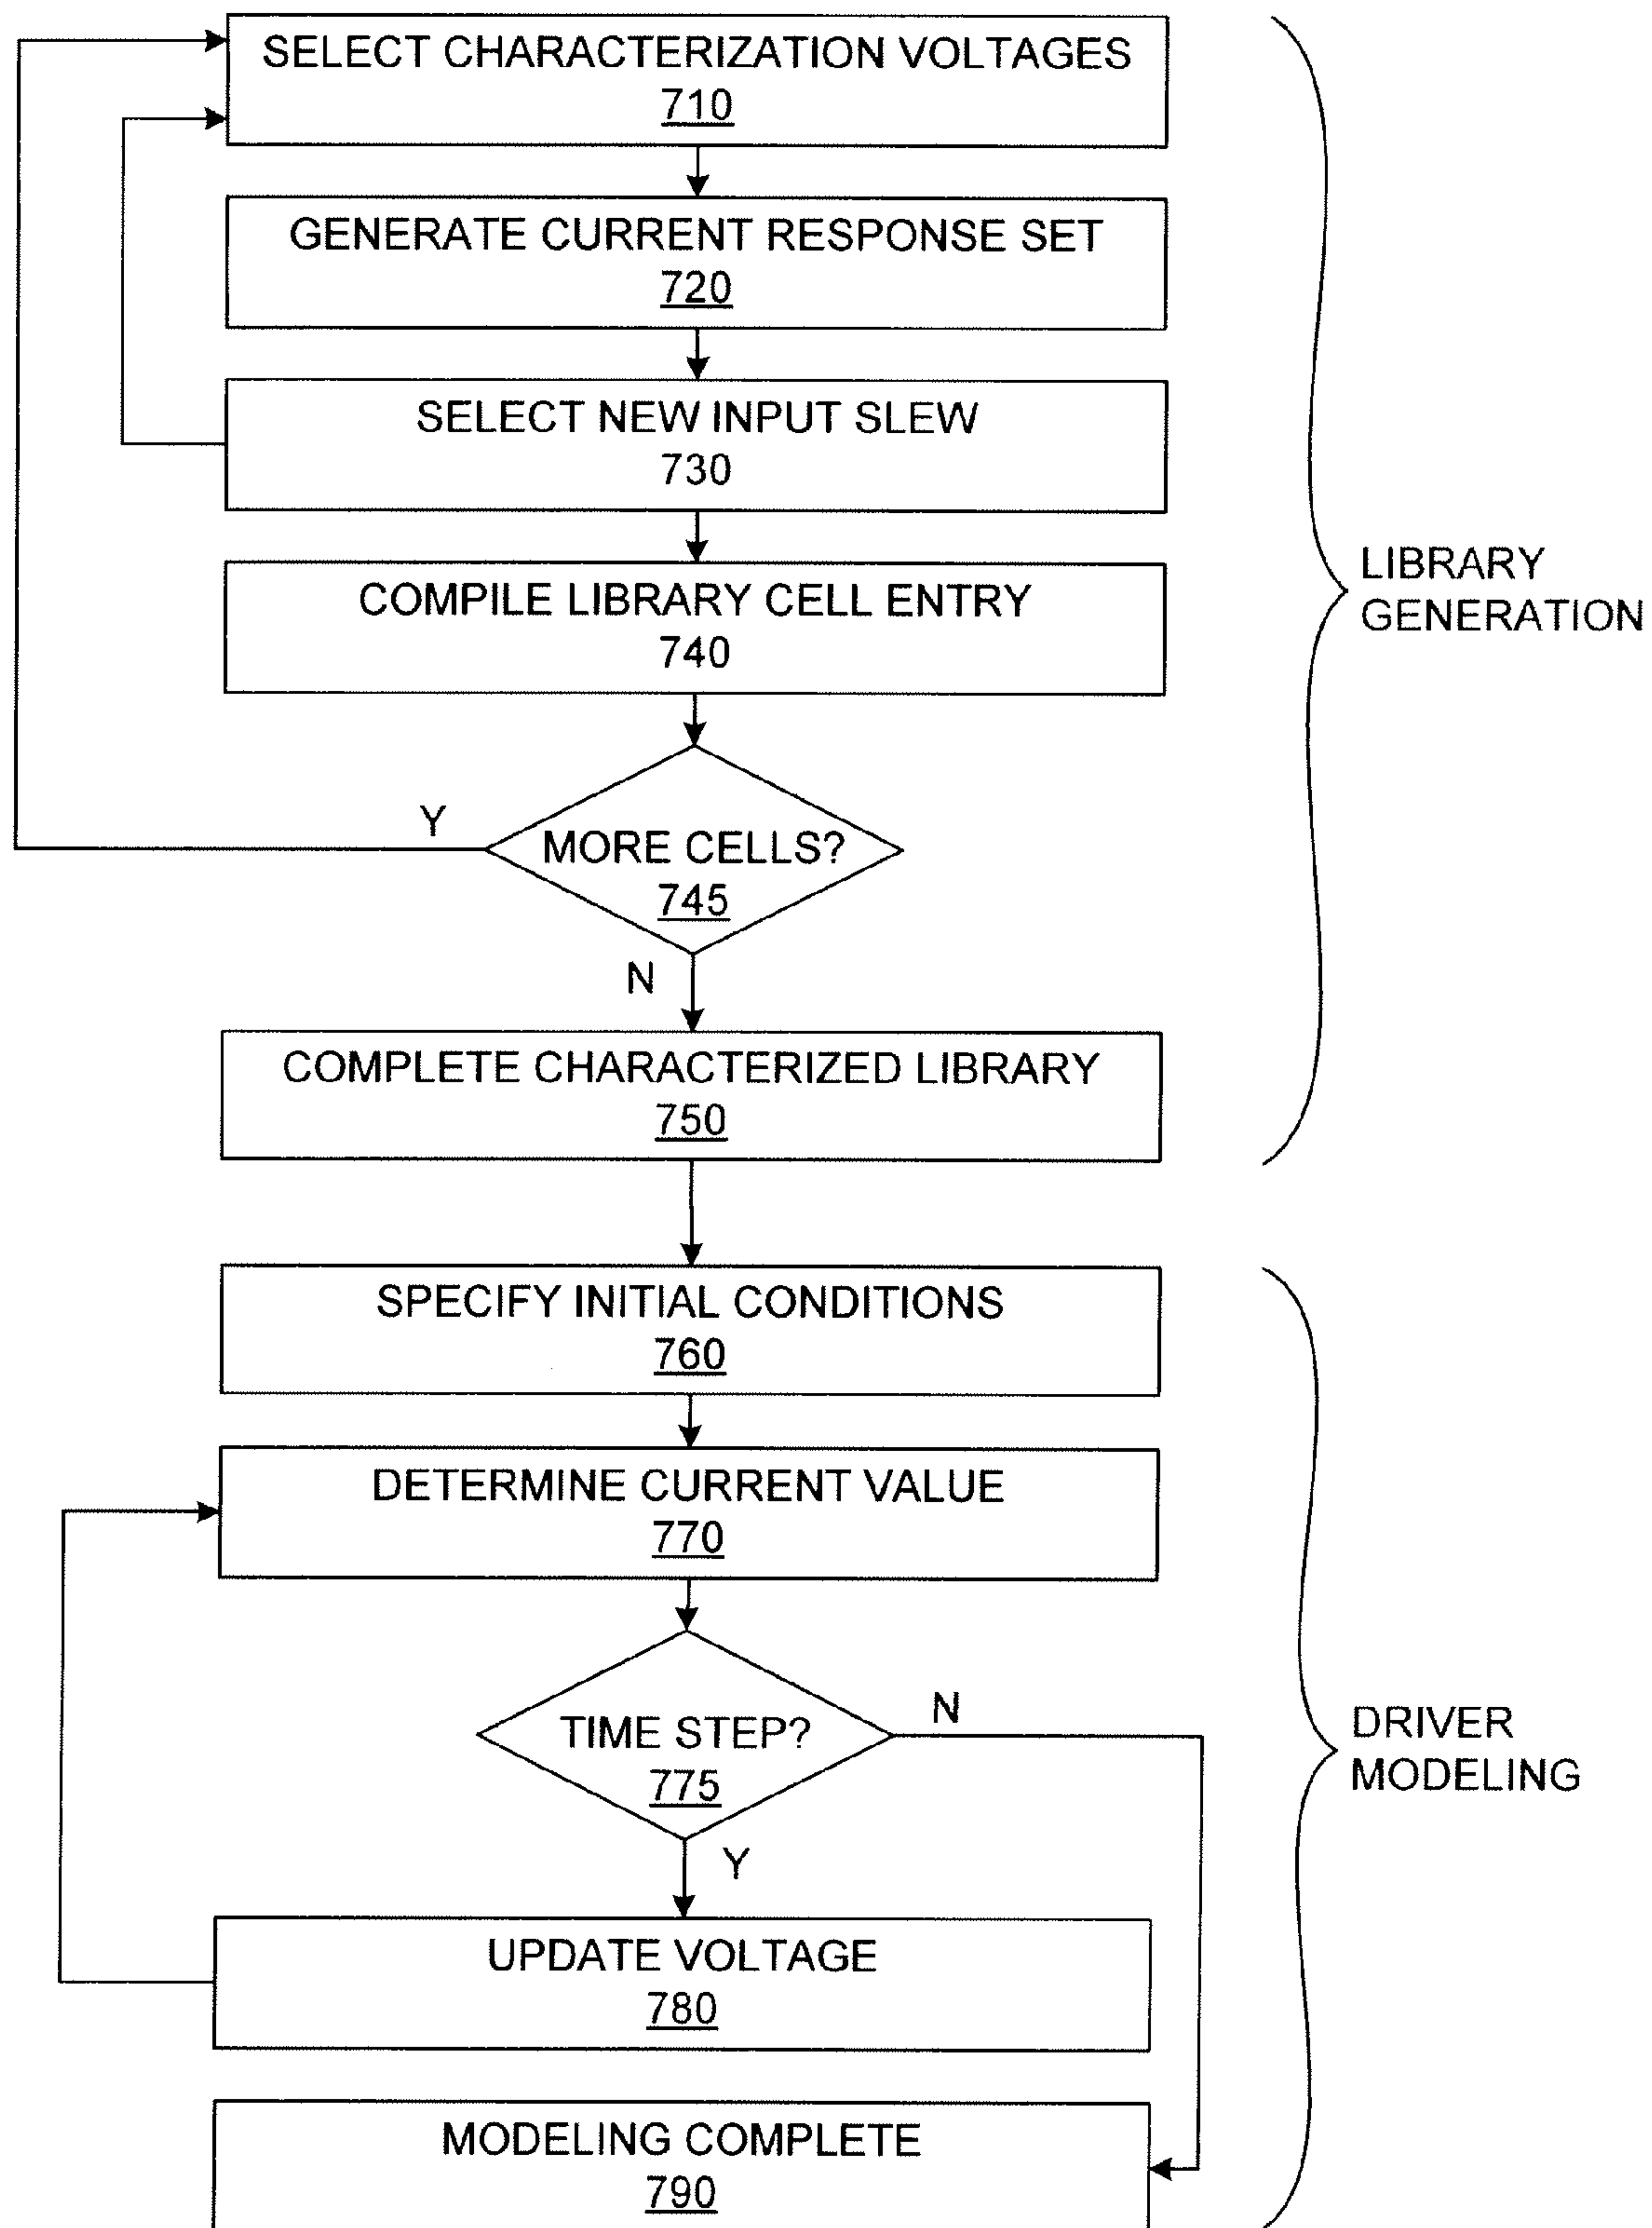 SELECT CHARACTERIZATION VOLTAGES
710
GENERATE CURRENT RESPONSE SET
720
SELECT NEW INPUT SLEW
730
COMPILE LIBRARY CELL ENTRY
740
LIBRARY
GENERATION
Y
MORE CELLS?
745
N
COMPLETE CHARACTERIZED LIBRARY
750
SPECIFY INITIAL CONDITIONS
760
DETERMINE CURRENT VALUE
770
N
TIME STEP?
775
DRIVER
MODELING
Y
UPDATE VOLTAGE
780
MODELING COMPLETE
790